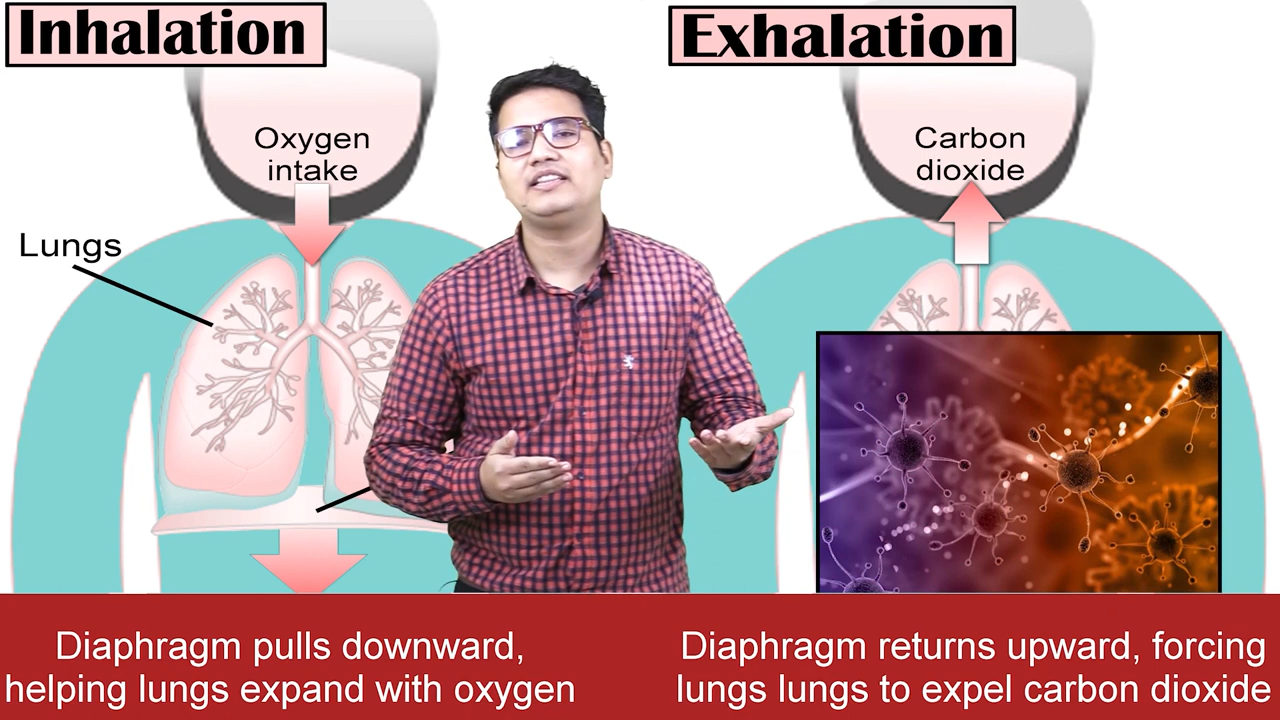 Inhalation
Exhalation
Oxygen
intake
Carbon
dioxide
Lungs
Diaphragm pulls downward,
helping lungs expand with oxygen
Diaphragm returns upward, forcing
lungs lungs to expel carbon dioxide